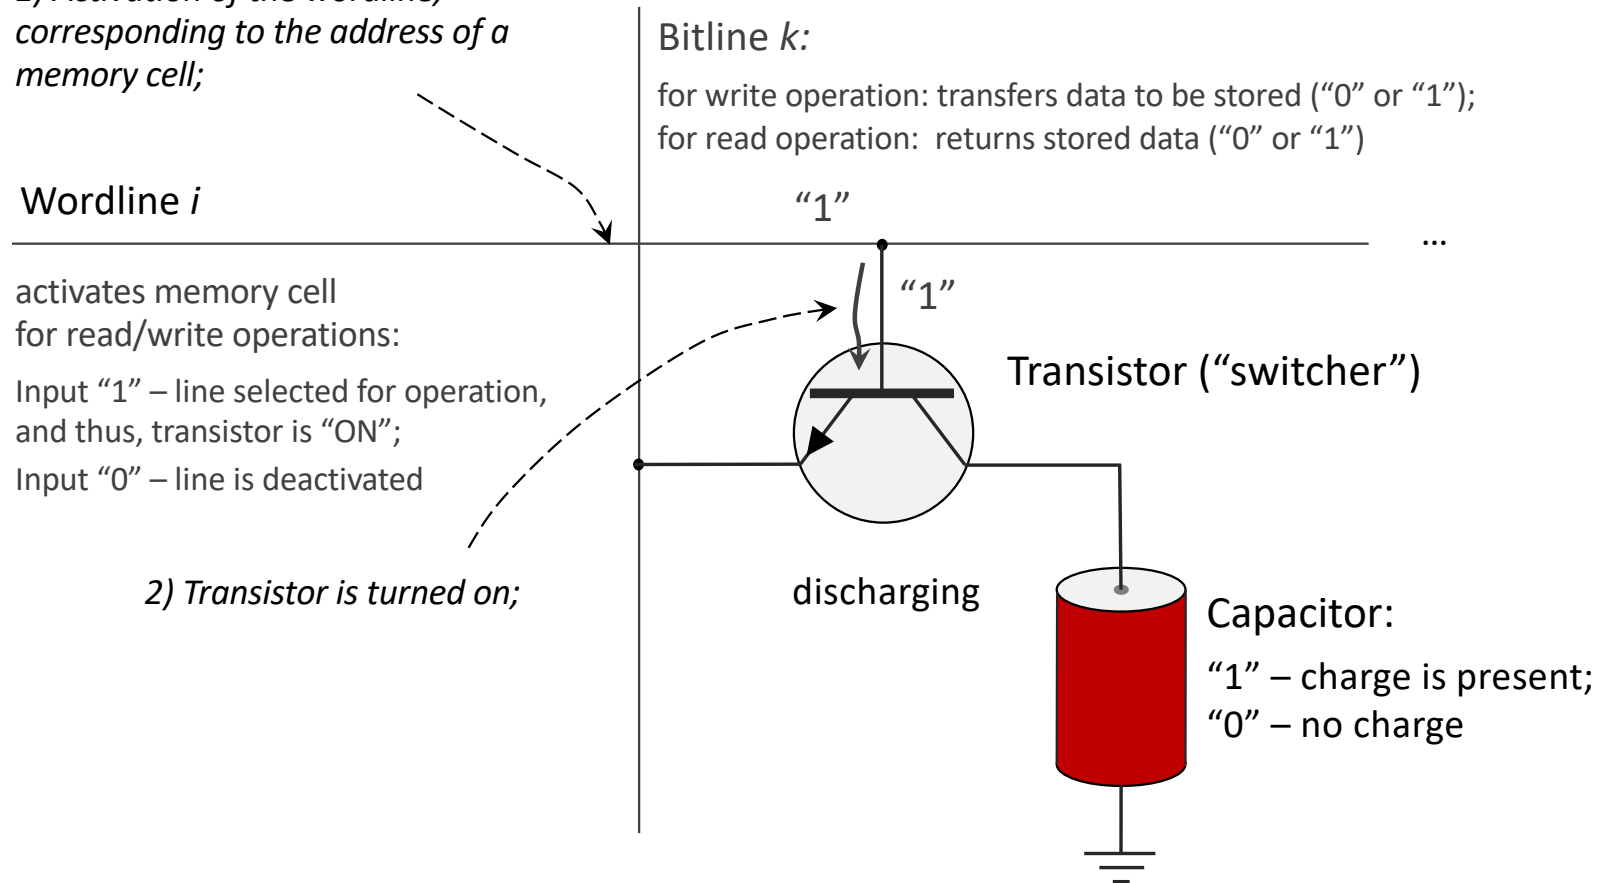 corresponding to the address of a
memory cell;
Bitline k:
for write operation: transfers data to be stored (“0” or “1”);
for read operation: returns stored data (“0” or “1”)
Wordline i
“1”
...
activates memory cell
for read/write operations:
“1”
Input “1” – line selected for operation,
and thus, transistor is “ON”;
Input “0” – line is deactivated
Transistor (“switcher”)
2) Transistor is turned on;
discharging
Capacitor:
“1” – charge is present;
“0” – no charge